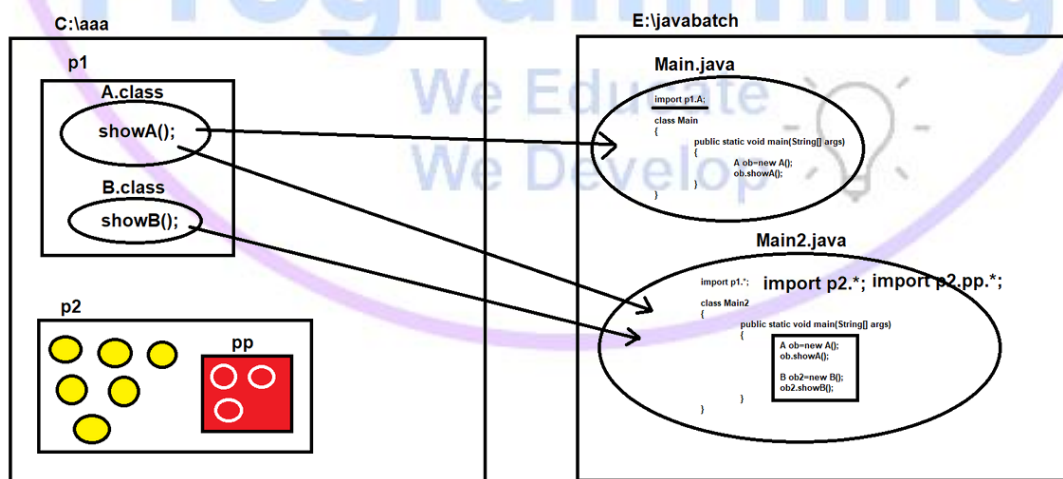 Programming
We Educate
We Develop
C:\aaa
p1
A.class
showA();
B.class
showB();
p2
pp
E:\javabatch
Main.java
import p1.A;
class Main
{
public static void main(String[] args)
{
A ob=new A();
ob.showA();
}
}
Main2.java
import p1.*; import p2.*; import p2.pp.*;
class Main2
{
public static void main(String[] args)
{
A ob=new A();
ob.showA();
B ob2=new B();
ob2.showB();
}
}